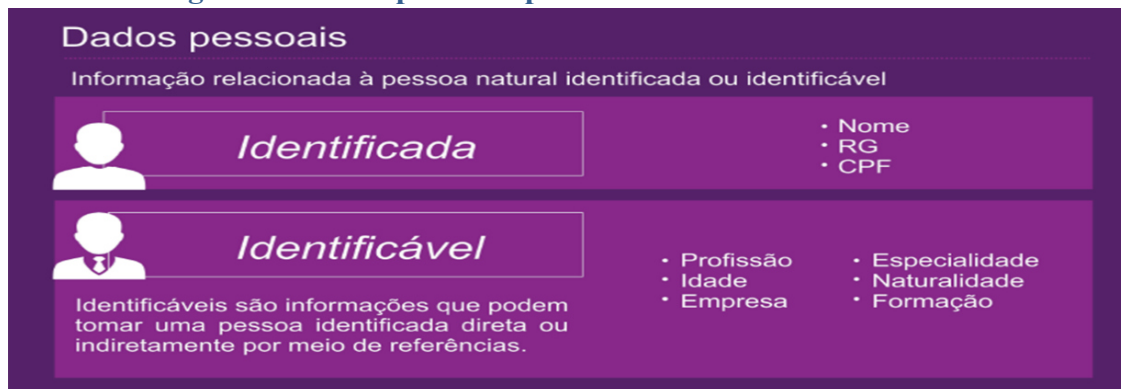 Dados pessoais
Informação relacionada à pessoa natural identificada ou identificável
Identificada
• Nome
• RG
• CPF
Identificável
Identificáveis são informações que podem
tomar uma pessoa identificada direta ou
indiretamente por meio de referências.
• Profissão
• Idade
• Empresa
• Especialidade
• Naturalidade
• Formação